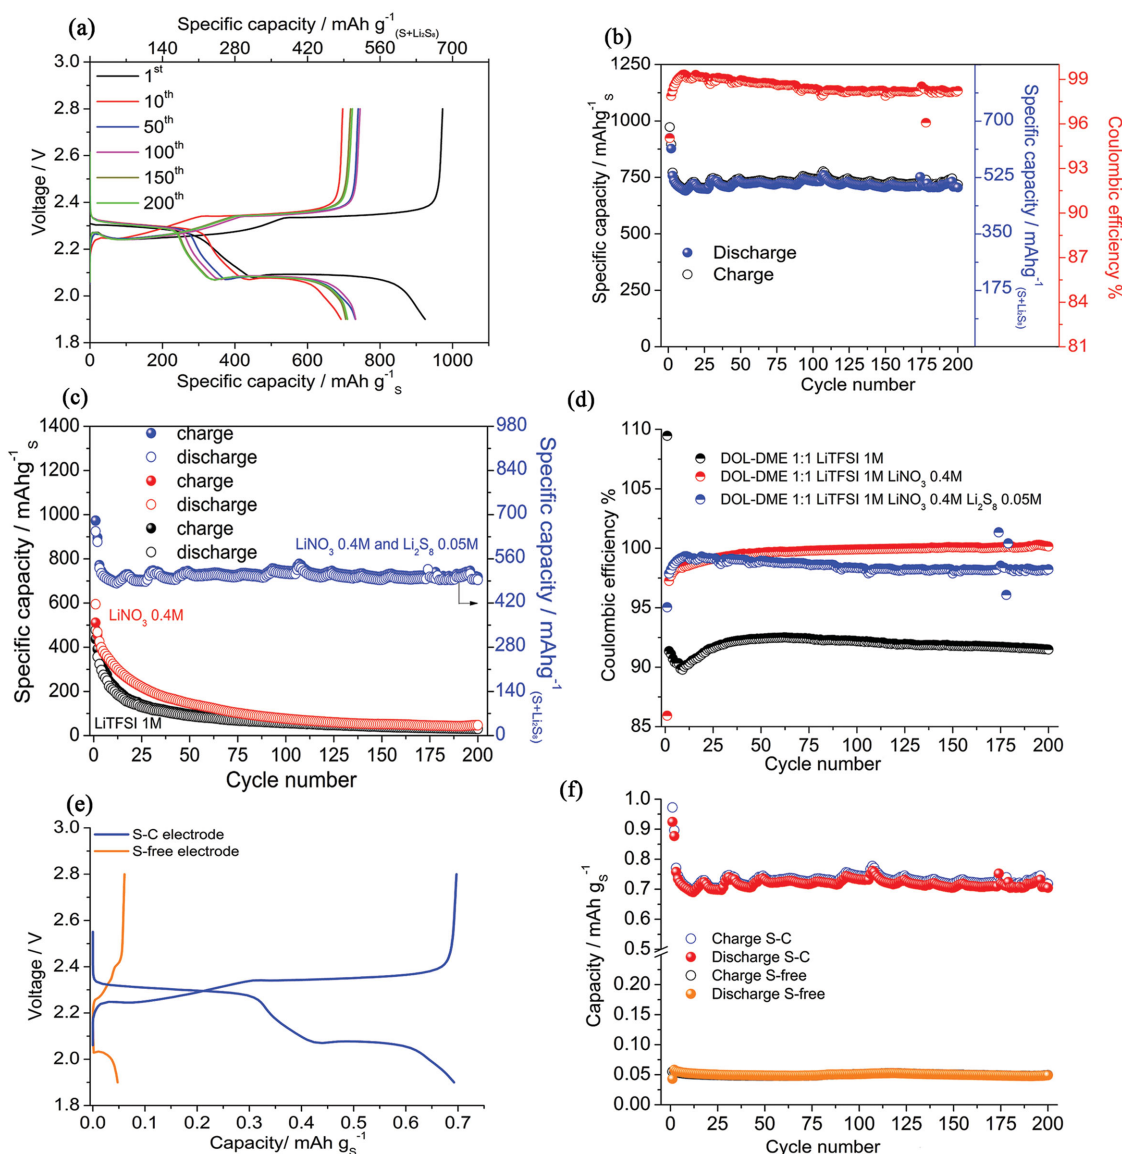 (a)
Specific capacity / mAh g⁻¹ (S+Li₂S₈)
140 280 420 560 700
3.0
2.8
2.6
2.4
2.2
2.0
1.8
Voltage / V
1ˢᵗ
10ᵗʰ
50ᵗʰ
100ᵗʰ
150ᵗʰ
200ᵗʰ
0 200 400 600 800 1000
Specific capacity / mAh g⁻¹ S
(b)
1250
1000
750
500
250
0
Specific capacity / mAhg⁻¹ S
Discharge
Charge
0 25 50 75 100 125 150 175 200
Cycle number
700
525
350
175
Specific capacity / mAhg⁻¹ (S+Li₂S₈)
99
96
93
90
87
84
81
Coulombic efficiency %
(c)
1400
1200
1000
800
600
400
200
0
Specific capacity / mAhg⁻¹ S
charge
discharge
charge
discharge
charge
discharge
LiNO₃ 0.4M and Li₂S₈ 0.05M
LiNO₃ 0.4M
LiTFSI 1M
0 25 50 75 100 125 150 175 200
Cycle number
980
840
700
560
420
280
140
0
Specific capacity / mAhg⁻¹ (S+Li₂S₈)
(d)
110
105
100
95
90
85
Coulombic efficiency %
DOL-DME 1:1 LiTFSI 1M
DOL-DME 1:1 LiTFSI 1M LiNO₃ 0.4M
DOL-DME 1:1 LiTFSI 1M LiNO₃ 0.4M Li₂S₈ 0.05M
0 25 50 75 100 125 150 175 200
Cycle number
(e)
3.0
2.8
2.6
2.4
2.2
2.0
1.8
Voltage / V
S-C electrode
S-free electrode
0.0 0.1 0.2 0.3 0.4 0.5 0.6 0.7
Capacity/ mAh gₛ⁻¹
(f)
1.0
0.9
0.8
0.7
0.6
0.5
0.20
0.15
0.10
0.05
0.00
Capacity / mAh gₛ⁻¹
Charge S-C
Discharge S-C
Charge S-free
Discharge S-free
0 25 50 75 100 125 150 175 200
Cycle number